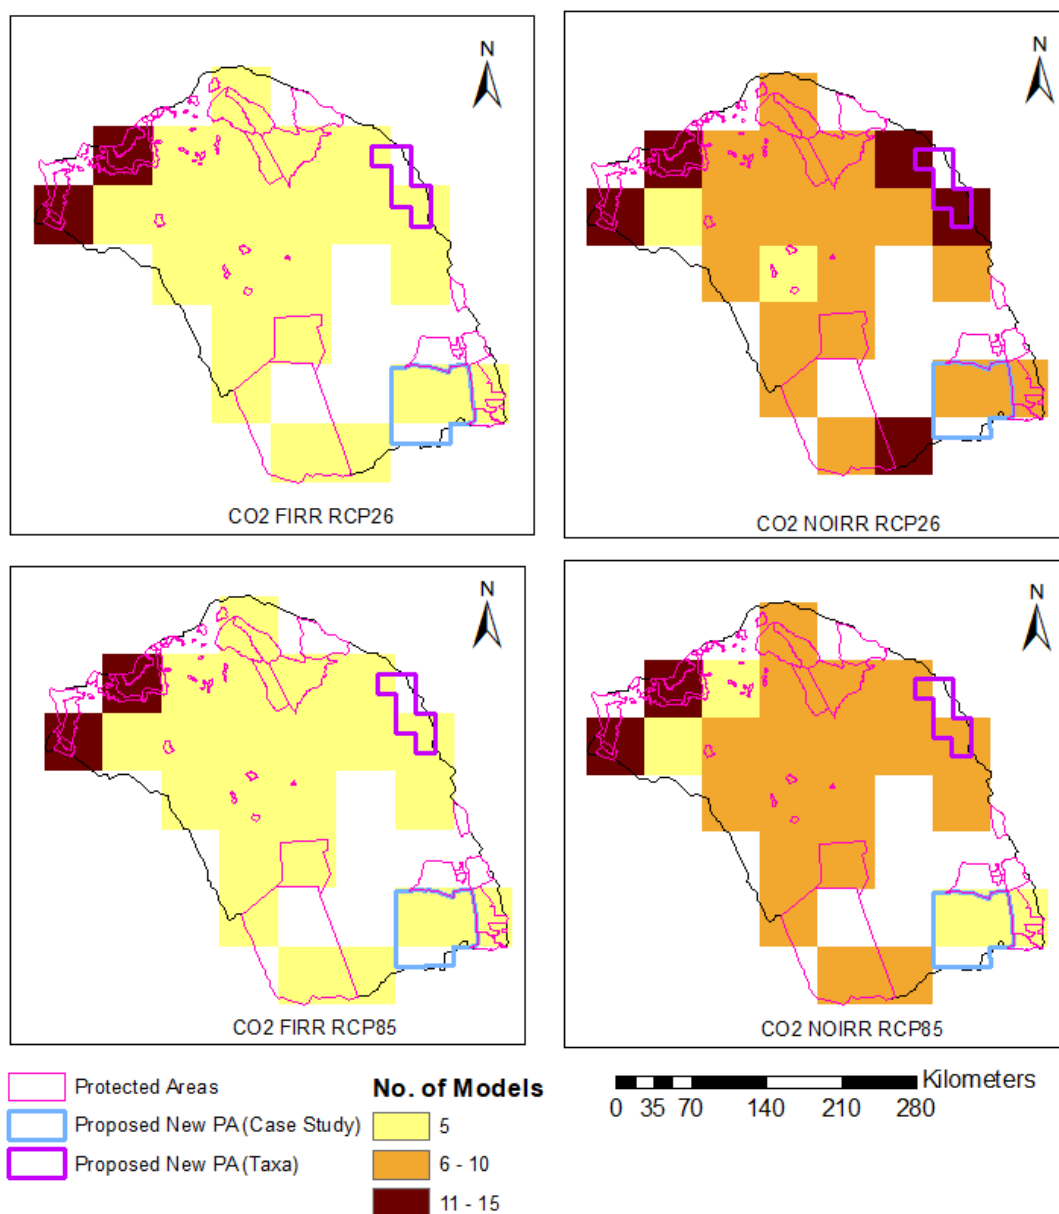 N
CO2 FIRR RCP26
N
CO2 NOIRR RCP26
N
CO2 FIRR RCP85
N
CO2 NOIRR RCP85
Protected Areas
Proposed New PA (Case Study)
Proposed New PA (Taxa)
No. of Models
5
6 - 10
11 - 15
Kilometers
0 35 70 140 210 280